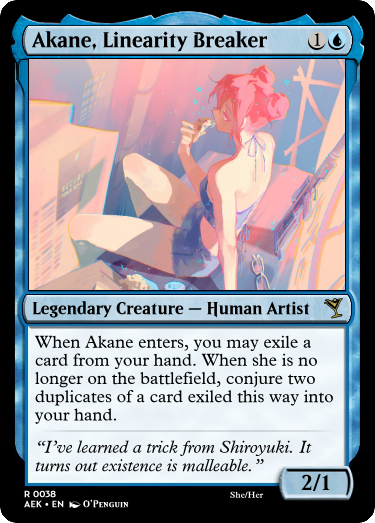 Akane, Linearity Breaker 1
Legendary Creature — Human Artist
When Akane enters, you may exile a
card from your hand. When she is no
longer on the battlefield, conjure two
duplicates of a card exiled this way into
your hand.
“I’ve learned a trick from Shiroyuki. It
turns out existence is malleable.”
2/1
R 0038
AEK • EN O’Penguin
She/Her